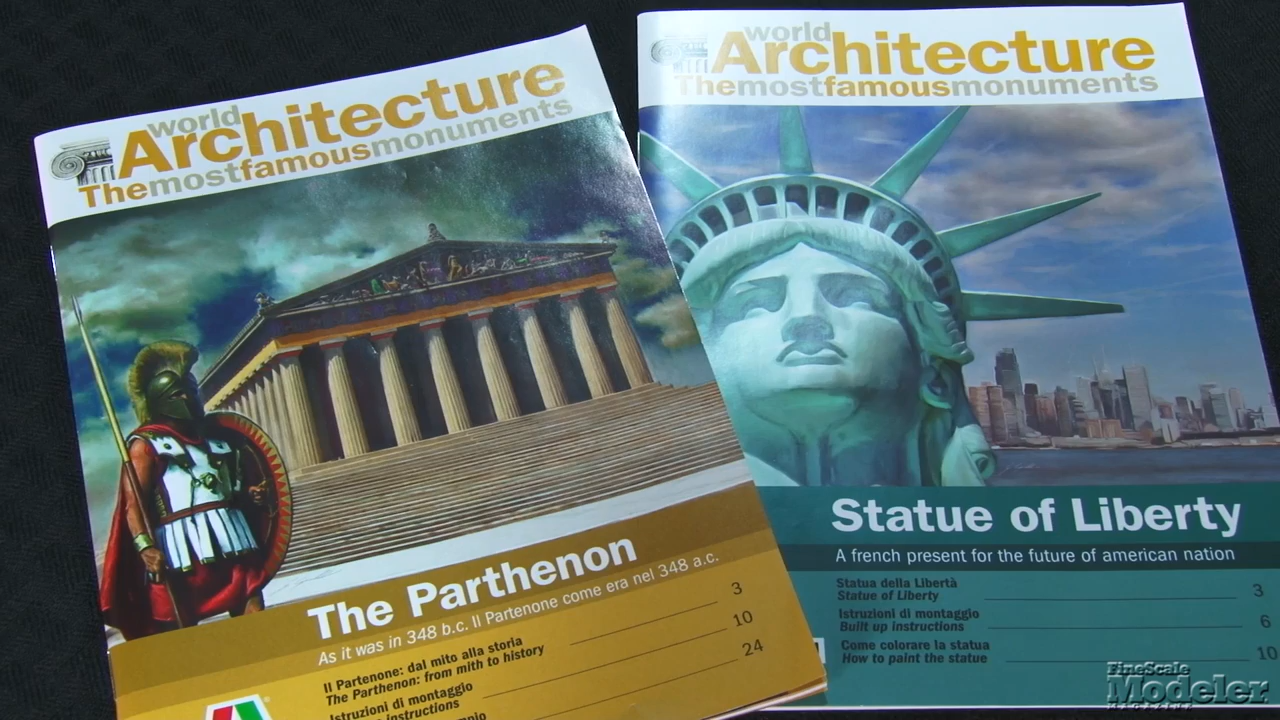 world
Architecture
Themostfamousmonuments
The Parthenon
As it was in 348 b.c. Il Partenone come era nel 348 a.c.
Il Partenone: dal mito alla storia
The Parthenon: from mith to history 3
Istruzioni di montaggio
instructions 10
24
world
Architecture
Themostfamousmonuments
Statue of Liberty
A french present for the future of american nation
Statua della Libertà
Statue of Liberty 3
Istruzioni di montaggio
Built up instructions 6
Come colorare la statua
How to paint the statue 10
FineScale
Modeler
MAGAZINE